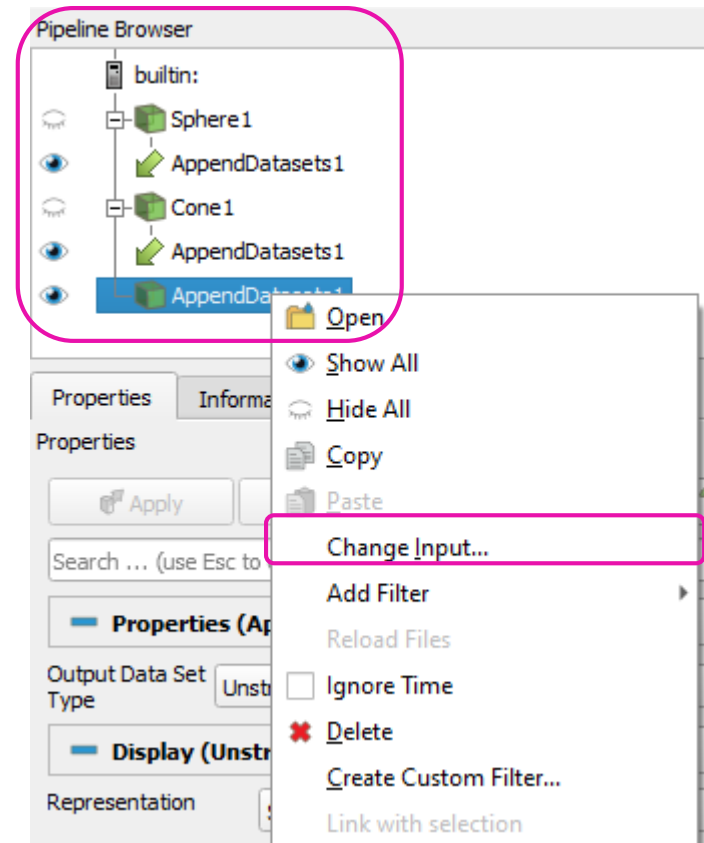 Pipeline Browser
builtin:
Sphere1
AppendDatasets1
Cone1
AppendDatasets1
AppendDatasets1
Open
Show All
Hide All
Copy
Paste
Change Input...
Add Filter
Reload Files
Ignore Time
Delete
Create Custom Filter...
Link with selection
Properties
Informa
Properties
Apply
Search ... (use Esc to
Properties (Ap
Output Data Set
Type
Unstr
Display (Unstr
Representation